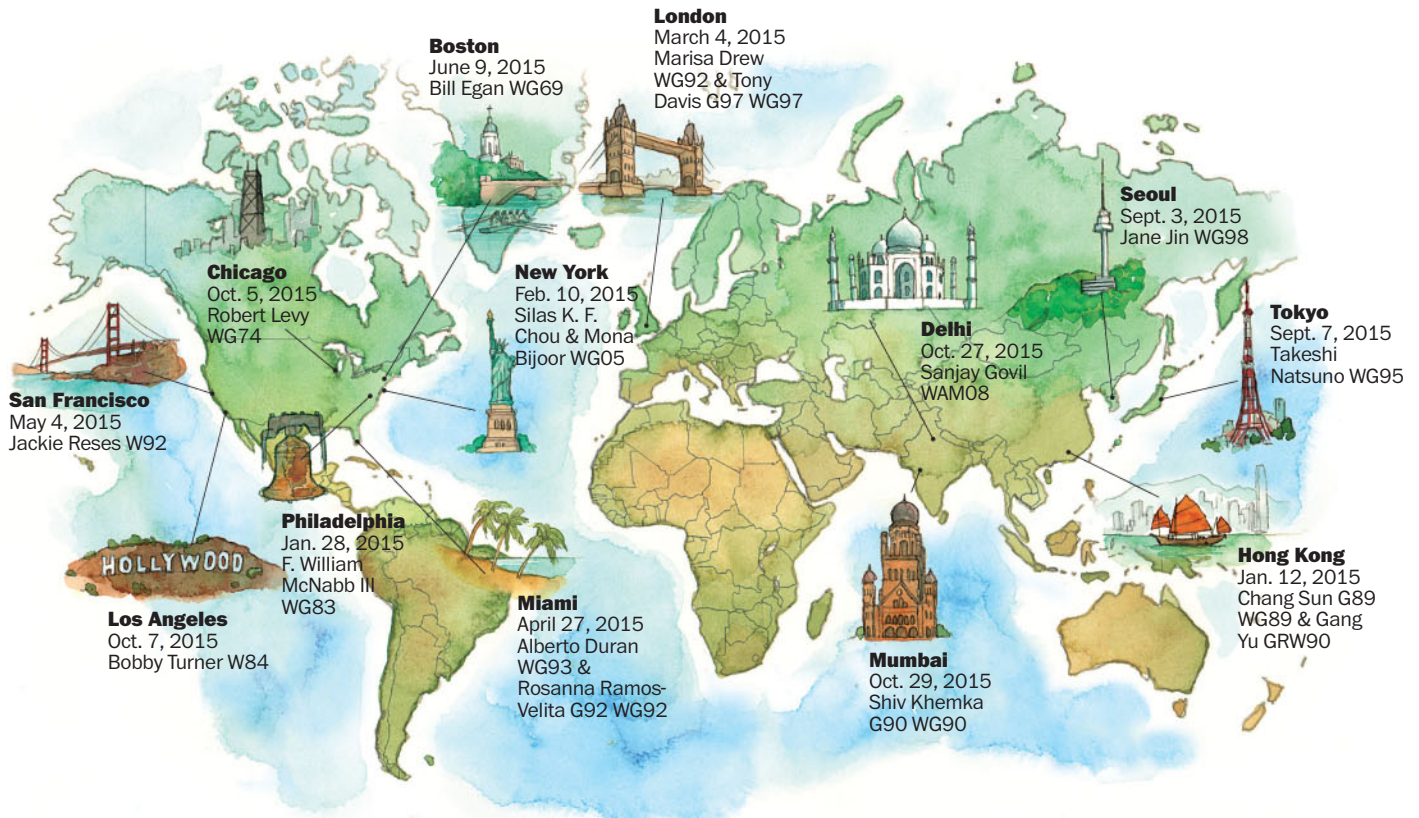 London
March 4, 2015
Marisa Drew
WG92 & Tony
Davis G97 WG97
Boston
June 9, 2015
Bill Egan WG69
Seoul
Sept. 3, 2015
Jane Jin WG98
Chicago
Oct. 5, 2015
Robert Levy
WG74
New York
Feb. 10, 2015
Silas K. F.
Chou & Mona
Bijoor WG05
Delhi
Oct. 27, 2015
Sanjay Govil
WAM08
Tokyo
Sept. 7, 2015
Takeshi
Natsuno WG95
San Francisco
May 4, 2015
Jackie Reses W92
Philadelphia
Jan. 28, 2015
F. William
McNabb III
WG83
HOLLYWOOD
Los Angeles
Oct. 7, 2015
Bobby Turner W84
Miami
April 27, 2015
Alberto Duran
WG93 &
Rosanna Ramos-
Velita G92 WG92
Mumbai
Oct. 29, 2015
Shiv Khemka
G90 WG90
Hong Kong
Jan. 12, 2015
Chang Sun G89
WG89 & Gang
Yu GRW90